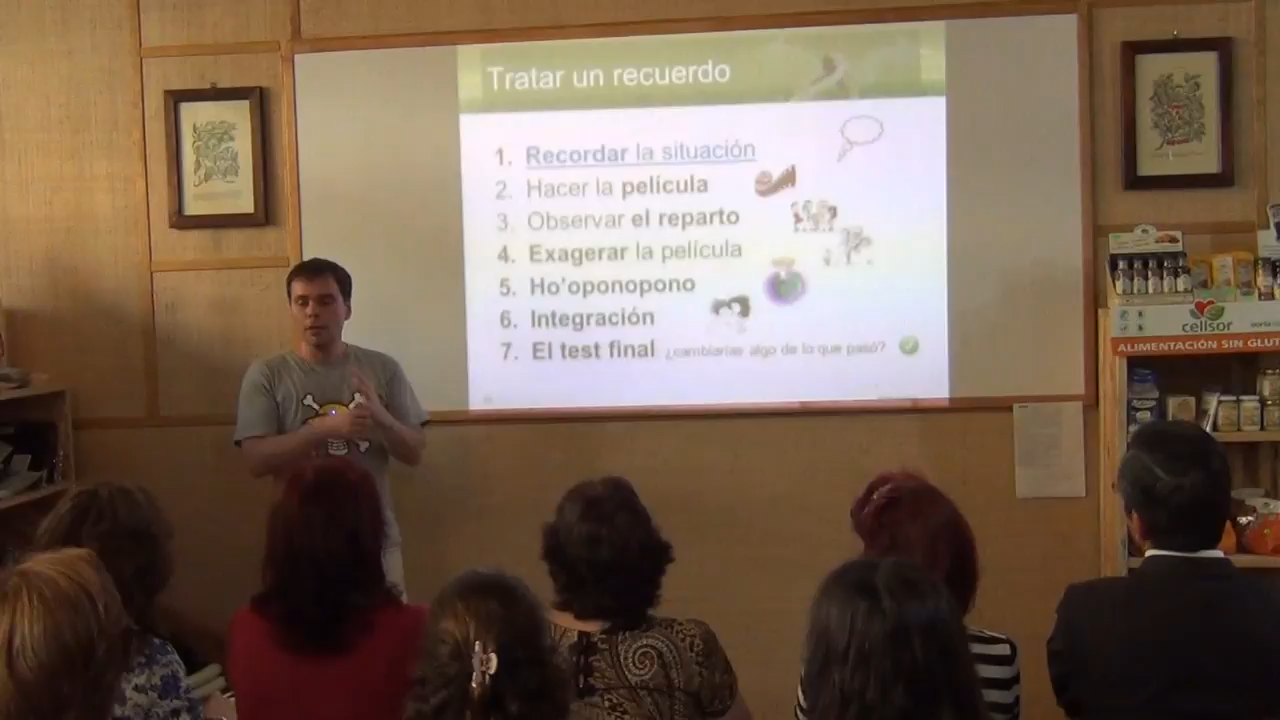 Tratar un recuerdo
1. Recordar la situación
2. Hacer la película
3. Observar el reparto
4. Exagerar la película
5. Ho'oponopono
6. Integración
7. El test final ¿cambiarías algo de lo que pasó?
cellsor
ALIMENTACIÓN SIN GLUT